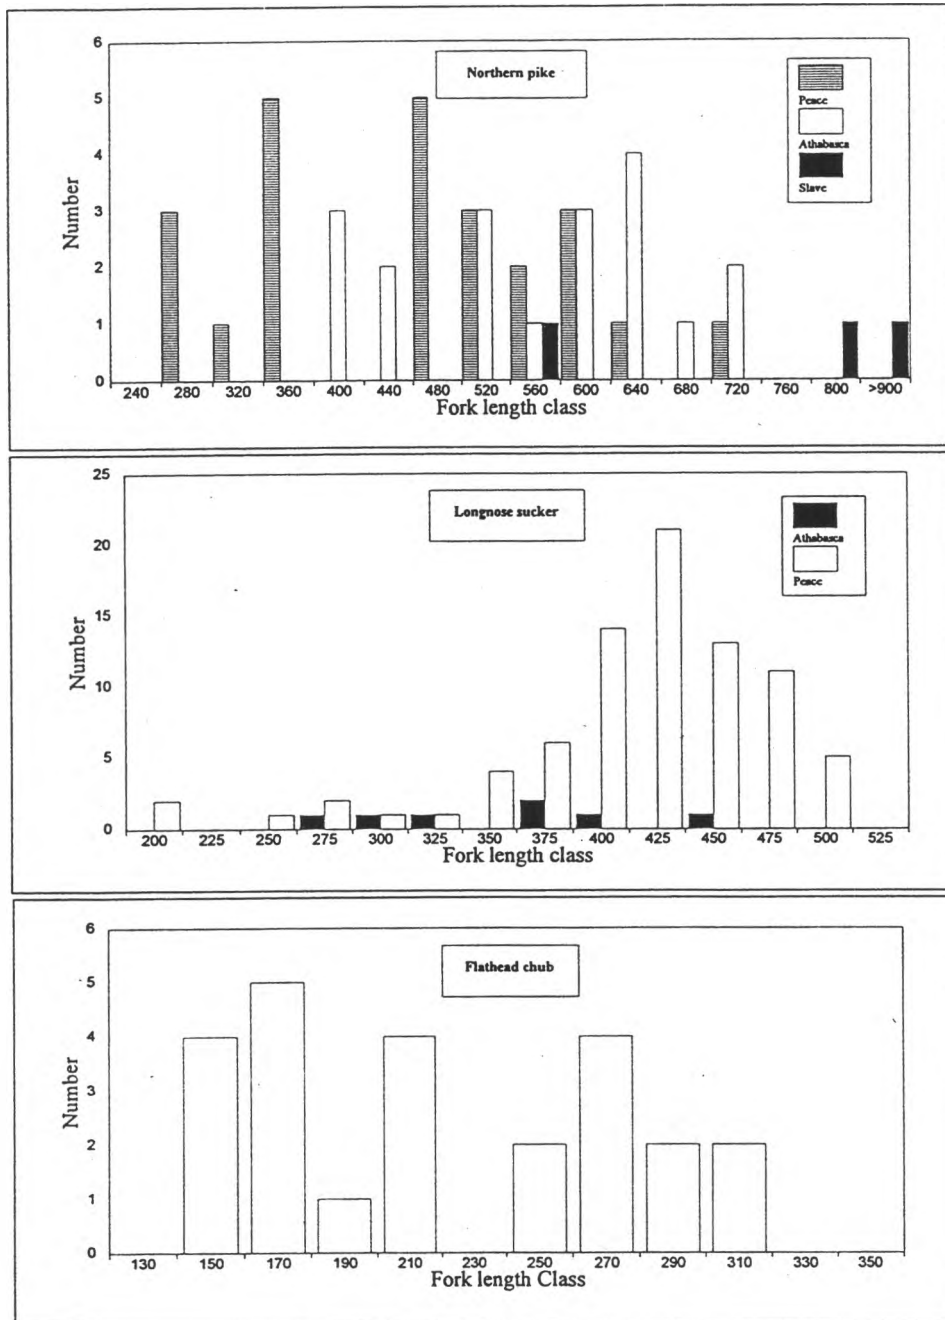 6
Northern pike
5
Peace
4
Athabasca
Slave
3
Number
2
1
0
240 280 320 360 400 440 480 520 560 600 640 680 720 760 800 >900
Fork length class
25
Longnose sucker
20
Athabasca
Peace
15
Number
10
5
0
200 225 250 275 300 325 350 375 400 425 450 475 500 525
Fork length class
6
Flathead chub
5
4
Number
3
2
1
0
130 150 170 190 210 230 250 270 290 310 330 350
Fork length Class